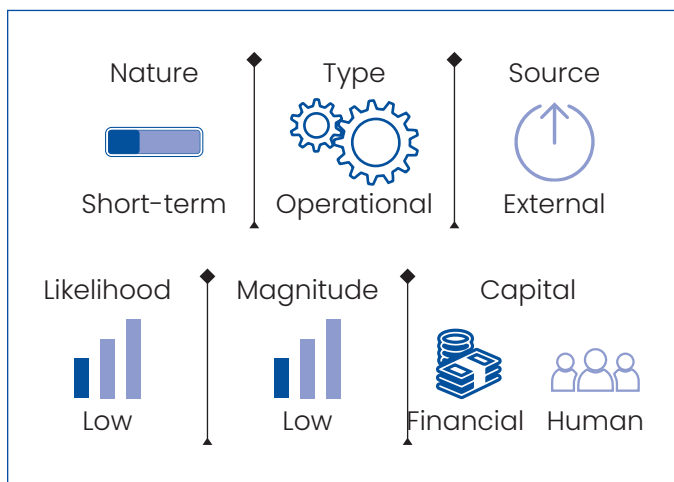 Nature Type Source
Short-term Operational External
Likelihood Magnitude Capital
Low Low Financial Human